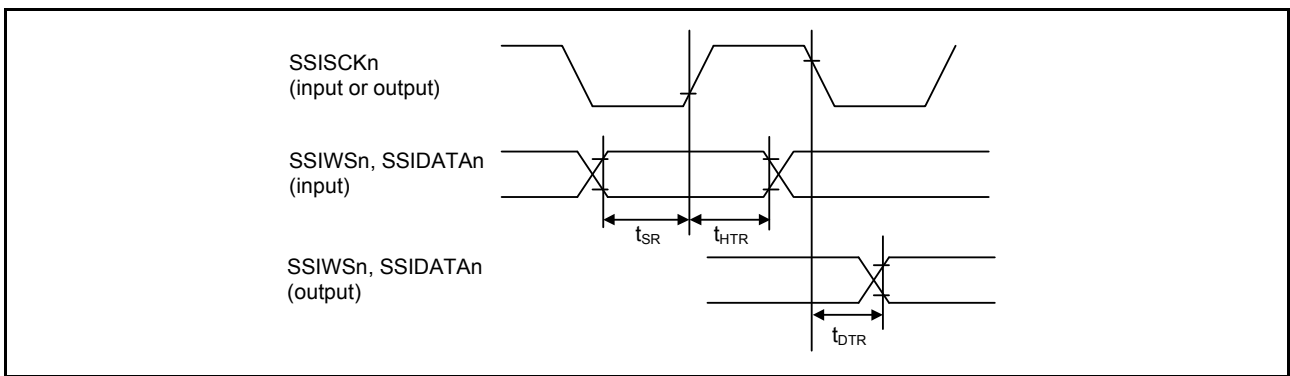 SSISCKn
(input or output)
SSIWSn, SSIDATAn
(input)
tSR
tHTR
SSIWSn, SSIDATAn
(output)
tDTR